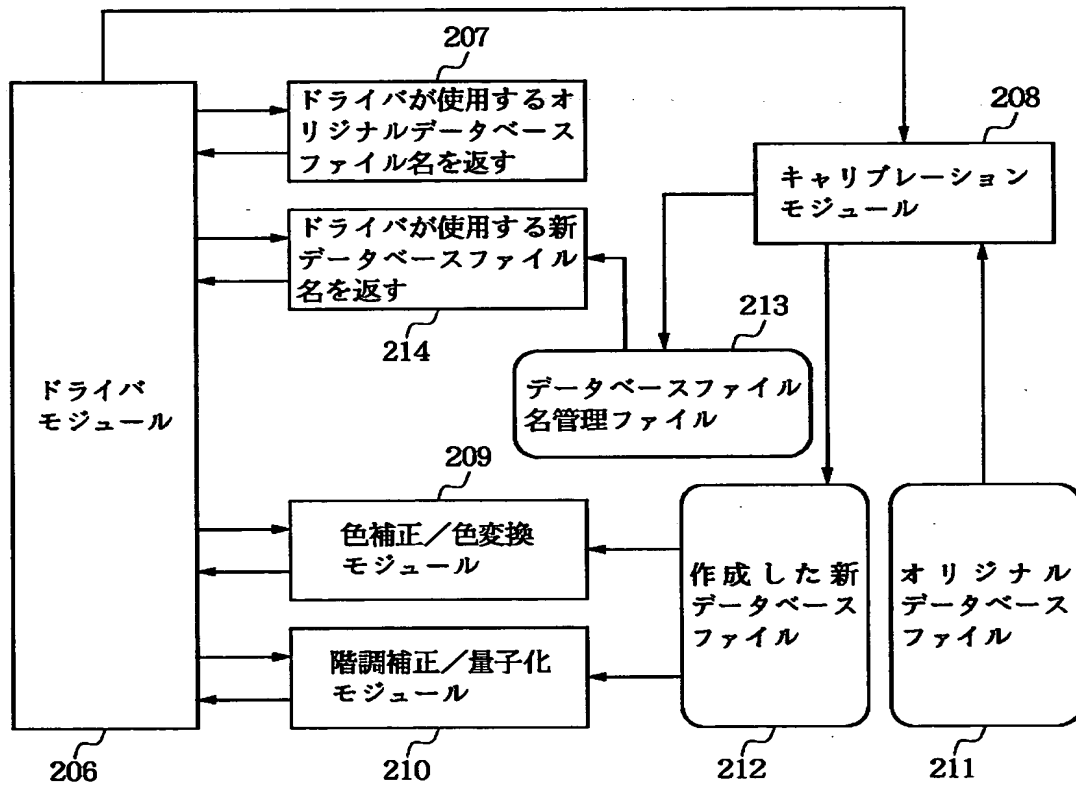 207
ドライバが使用するオ
リジナルデータベース
ファイル名を返す
208
キャリブレーション
モジュール
ドライバが使用する新
データベースファイル
名を返す
214
213
データベースファイル
名管理ファイル
ドライバ
モジュール
209
色補正／色変換
モジュール
作成した新
データベース
ファイル
オリジナル
データベース
ファイル
階調補正／量子化
モジュール
206
210
212
211